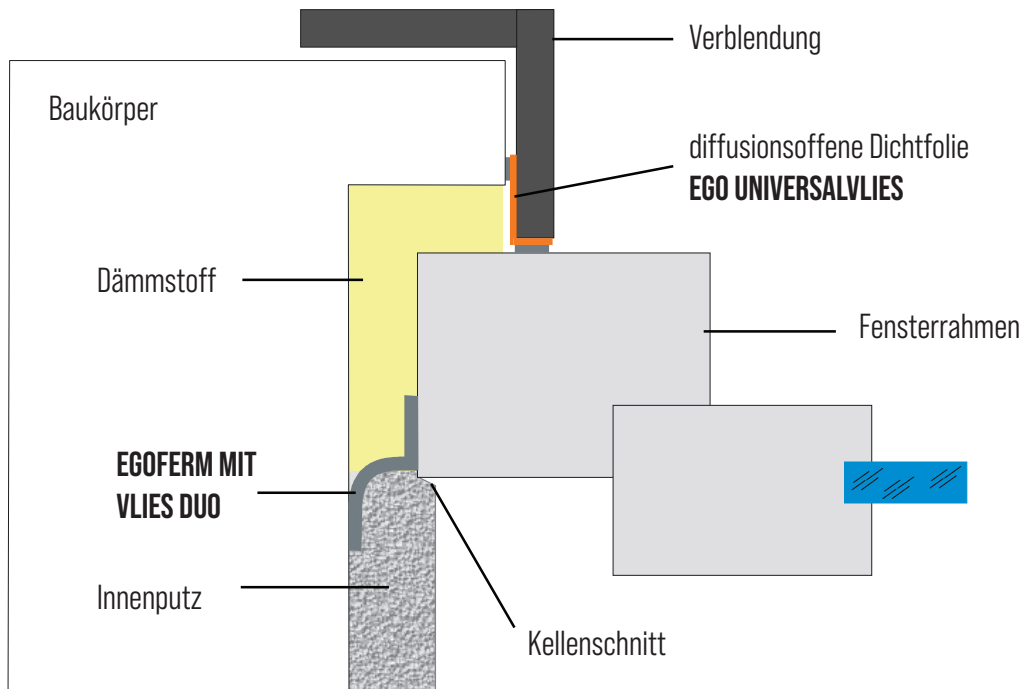 Verblendung
Baukörper
diffusionsoffene Dichtfolie
EGO UNIVERSALVLIES
Dämmstoff
Fensterrahmen
EGOFERM MIT
VLIES DUO
Innenputz
Kellenschnitt